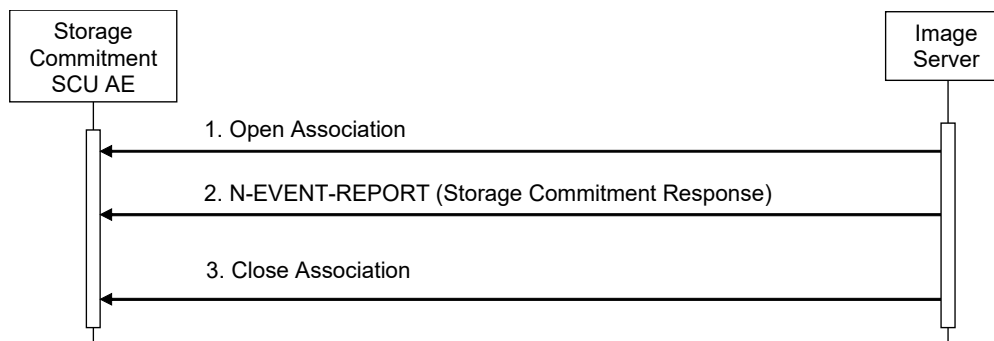 Storage
Commitment
SCU AE
Image
Server
1. Open Association
2. N-EVENT-REPORT (Storage Commitment Response)
3. Close Association